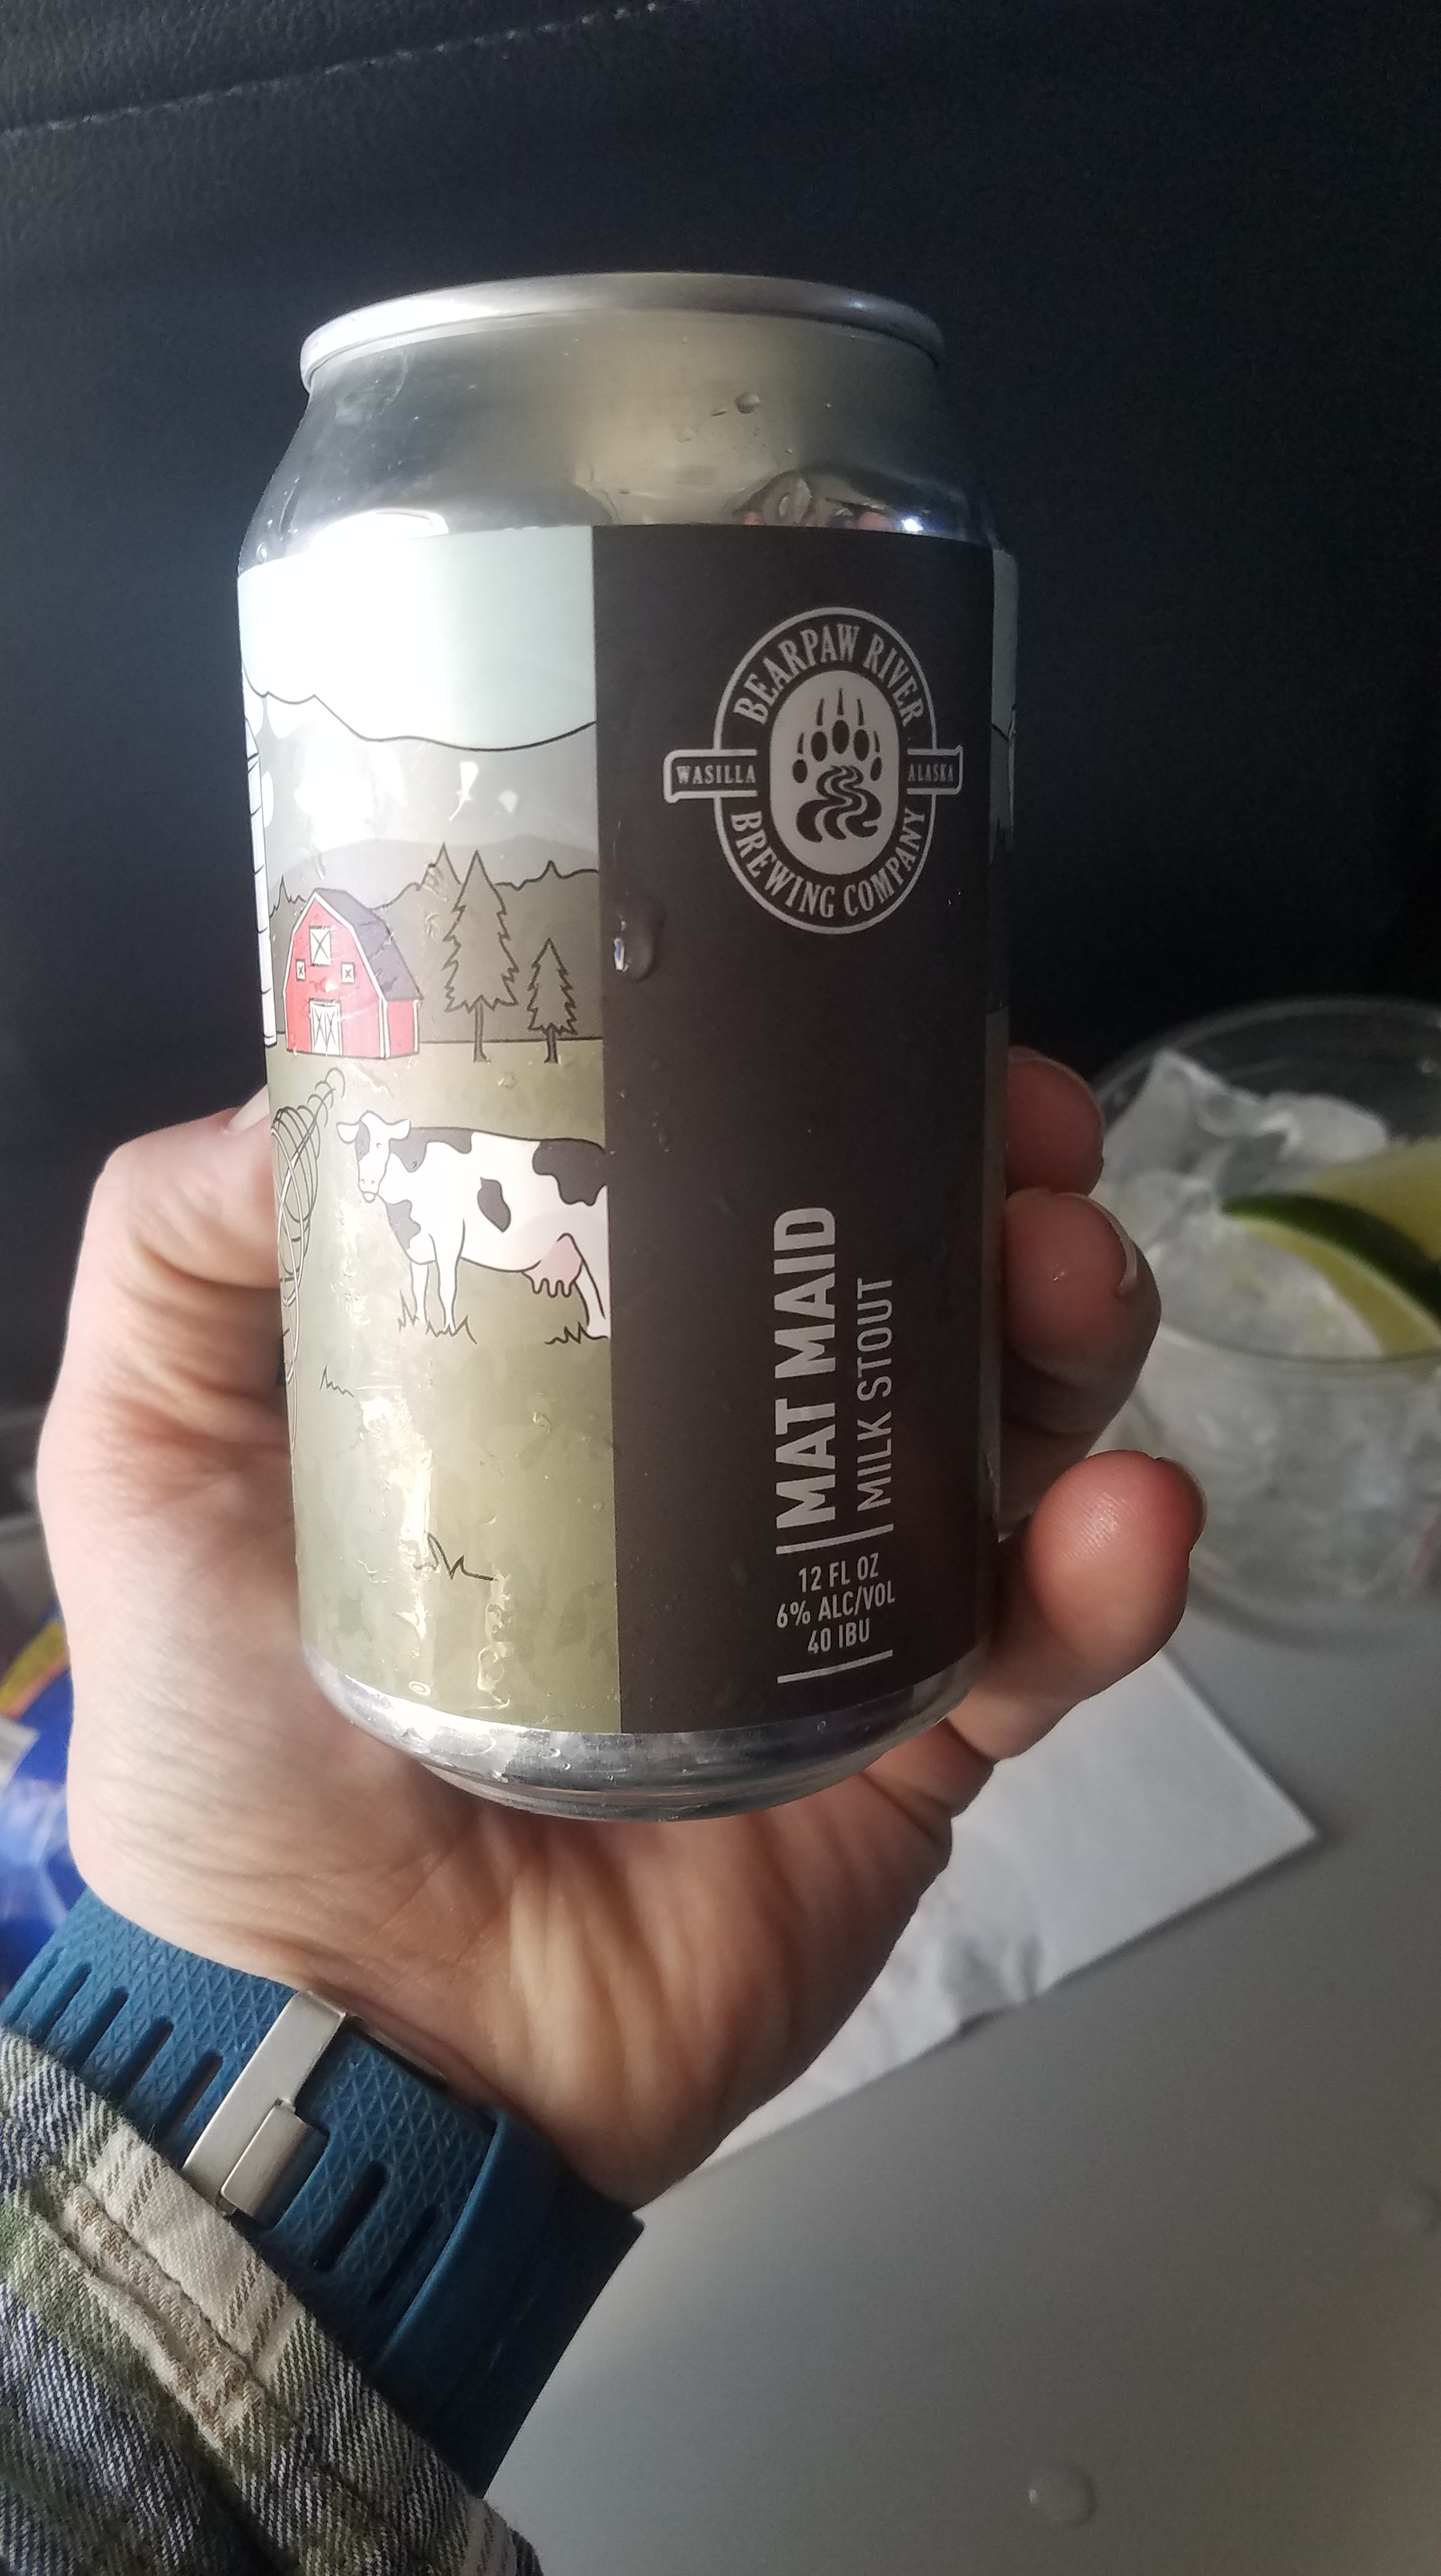 BEARPAW RIVER
WASILLA ALASKA
BREWING COMPANY
MAT MAID
MILK STOUT
12 FL OZ
6% ALC/VOL
40 IBU